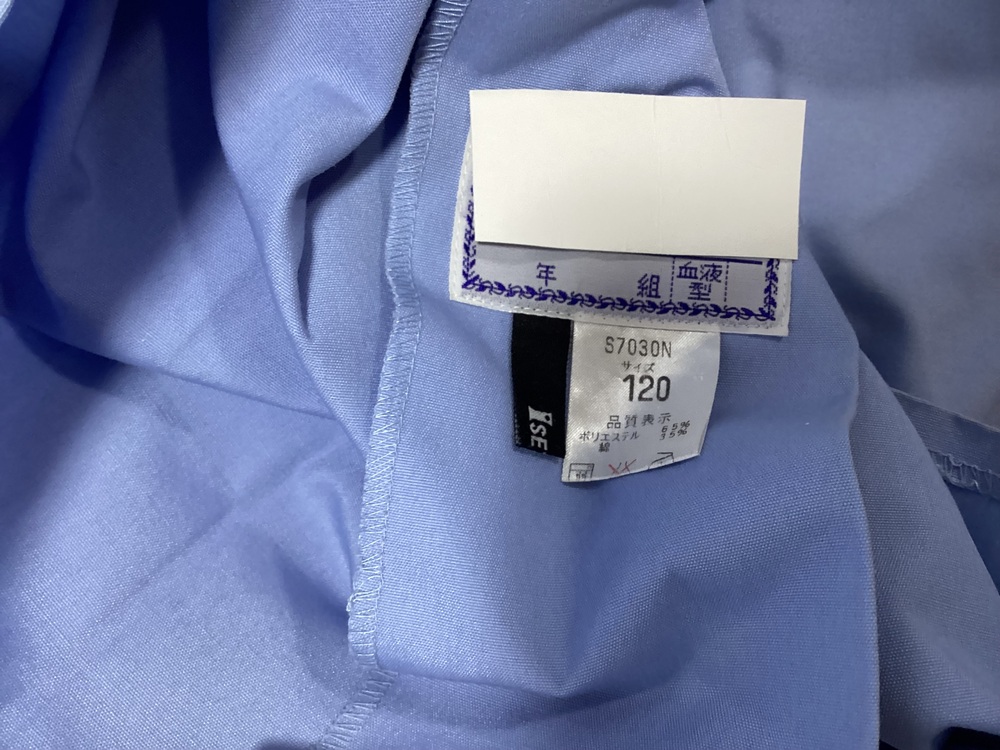 年 組 血液型
S7030N
サイズ
120
品質表示
ポリエステル 65%
綿 35%
ISE